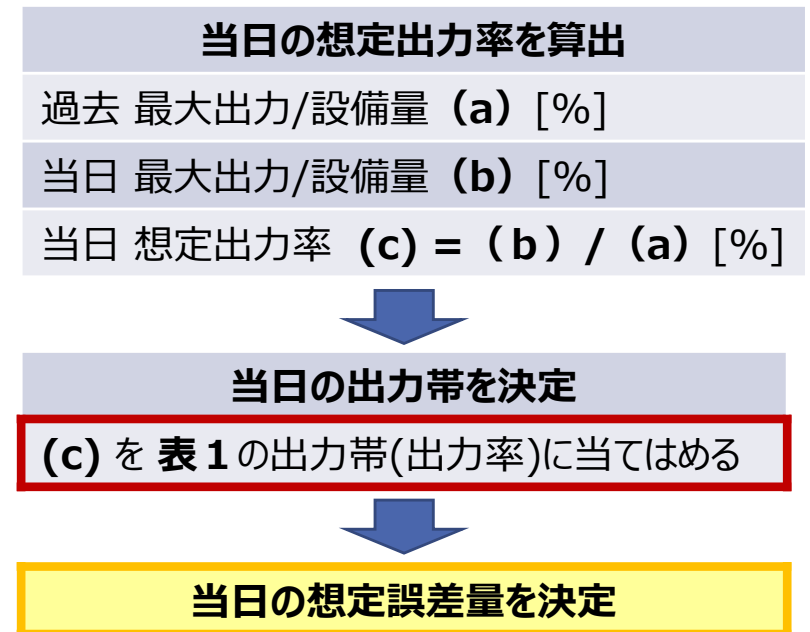 当日の想定出力率を算出
過去 最大出力/設備量（a）[%]
当日 最大出力/設備量（b）[%]
当日 想定出力率 (c) =（b）/（a）[%]
当日の出力帯を決定
(c) を 表１の出力帯(出力率)に当てはめる
当日の想定誤差量を決定